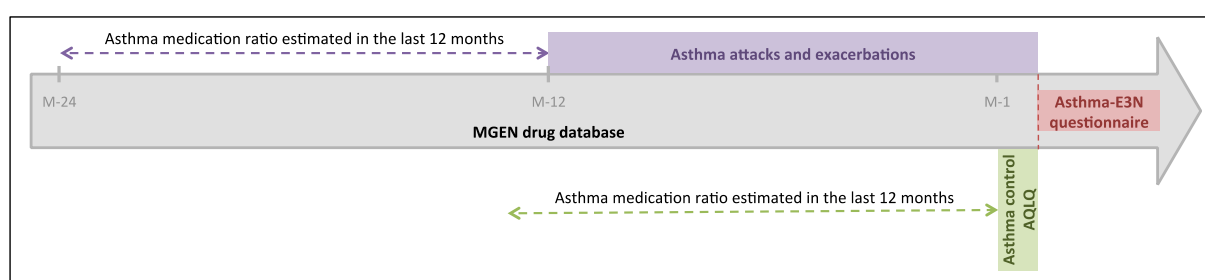 Asthma medication ratio estimated in the last 12 months
Asthma attacks and exacerbations
M-24
M-12
M-1
Asthma-E3N
questionnaire
MGEN drug database
Asthma medication ratio estimated in the last 12 months
Asthma control
AQLQ